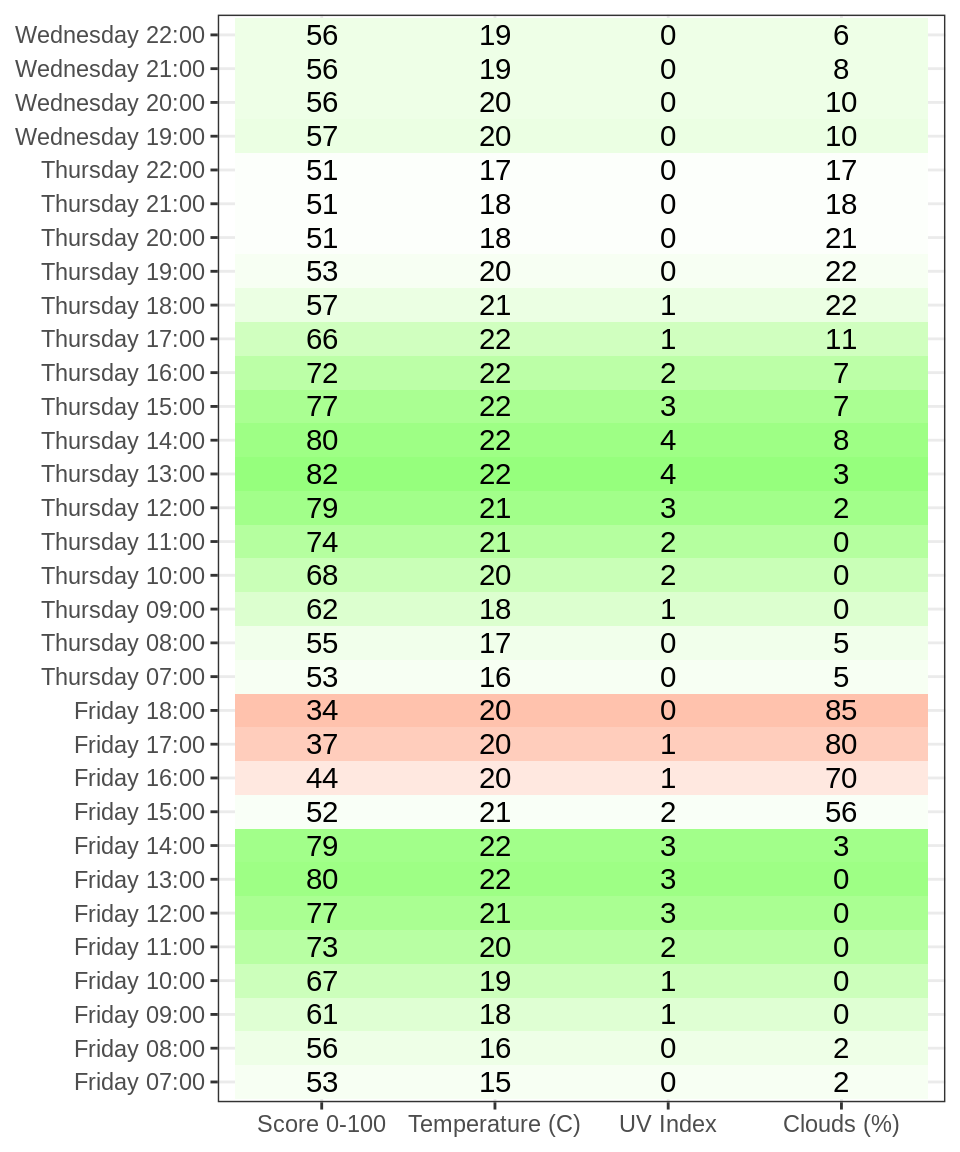 Wednesday 22:00 56 19 0 6
Wednesday 21:00 56 19 0 8
Wednesday 20:00 56 20 0 10
Wednesday 19:00 57 20 0 10
Thursday 22:00 51 17 0 17
Thursday 21:00 51 18 0 18
Thursday 20:00 51 18 0 21
Thursday 19:00 53 20 0 22
Thursday 18:00 57 21 1 22
Thursday 17:00 66 22 1 11
Thursday 16:00 72 22 2 7
Thursday 15:00 77 22 3 7
Thursday 14:00 80 22 4 8
Thursday 13:00 82 22 4 3
Thursday 12:00 79 21 3 2
Thursday 11:00 74 21 2 0
Thursday 10:00 68 20 2 0
Thursday 09:00 62 18 1 0
Thursday 08:00 55 17 0 5
Thursday 07:00 53 16 0 5
Friday 18:00 34 20 0 85
Friday 17:00 37 20 1 80
Friday 16:00 44 20 1 70
Friday 15:00 52 21 2 56
Friday 14:00 79 22 3 3
Friday 13:00 80 22 3 0
Friday 12:00 77 21 3 0
Friday 11:00 73 20 2 0
Friday 10:00 67 19 1 0
Friday 09:00 61 18 1 0
Friday 08:00 56 16 0 2
Friday 07:00 53 15 0 2
Score 0-100 Temperature (C) UV Index Clouds (%)